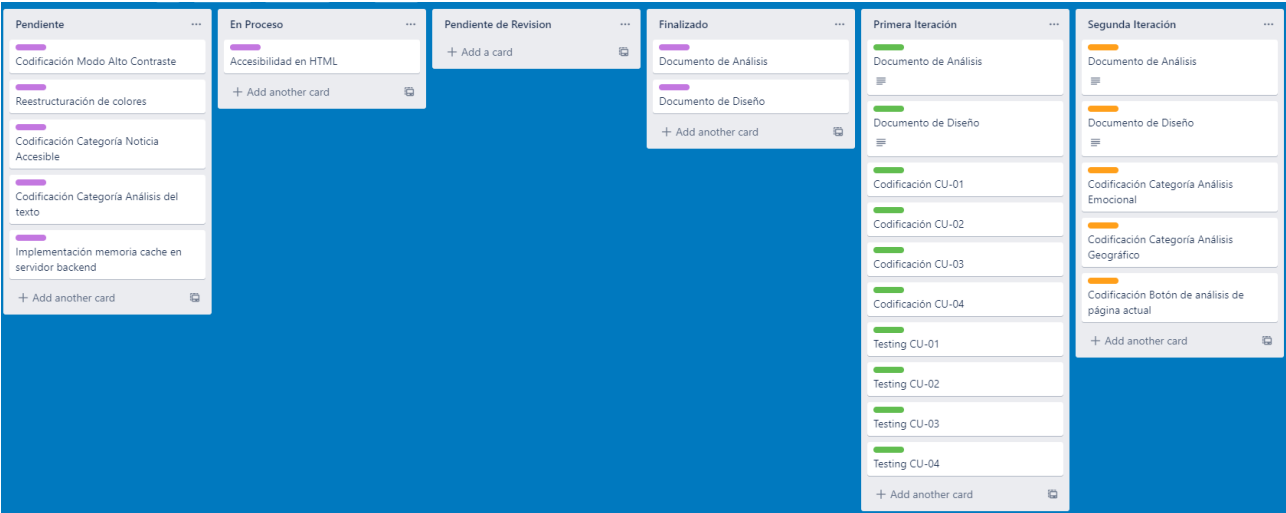 Pendiente
Codificación Modo Alto Contraste
Reestructuración de colores
Codificación Categoría Noticia
Accesible
Codificación Categoría Análisis del
texto
Implementación memoria cache en
servidor backend
+ Add another card
En Proceso
Accesibilidad en HTML
+ Add another card
Pendiente de Revision
+ Add a card
Finalizado
Documento de Análisis
Documento de Diseño
+ Add another card
Primera Iteración
Documento de Análisis
Documento de Diseño
Codificación CU-01
Codificación CU-02
Codificación CU-03
Codificación CU-04
Testing CU-01
Testing CU-02
Testing CU-03
Testing CU-04
+ Add another card
Segunda Iteración
Documento de Análisis
Documento de Diseño
Codificación Categoría Análisis
Emocional
Codificación Categoría Análisis
Geográfico
Codificación Botón de análisis de
página actual
+ Add another card